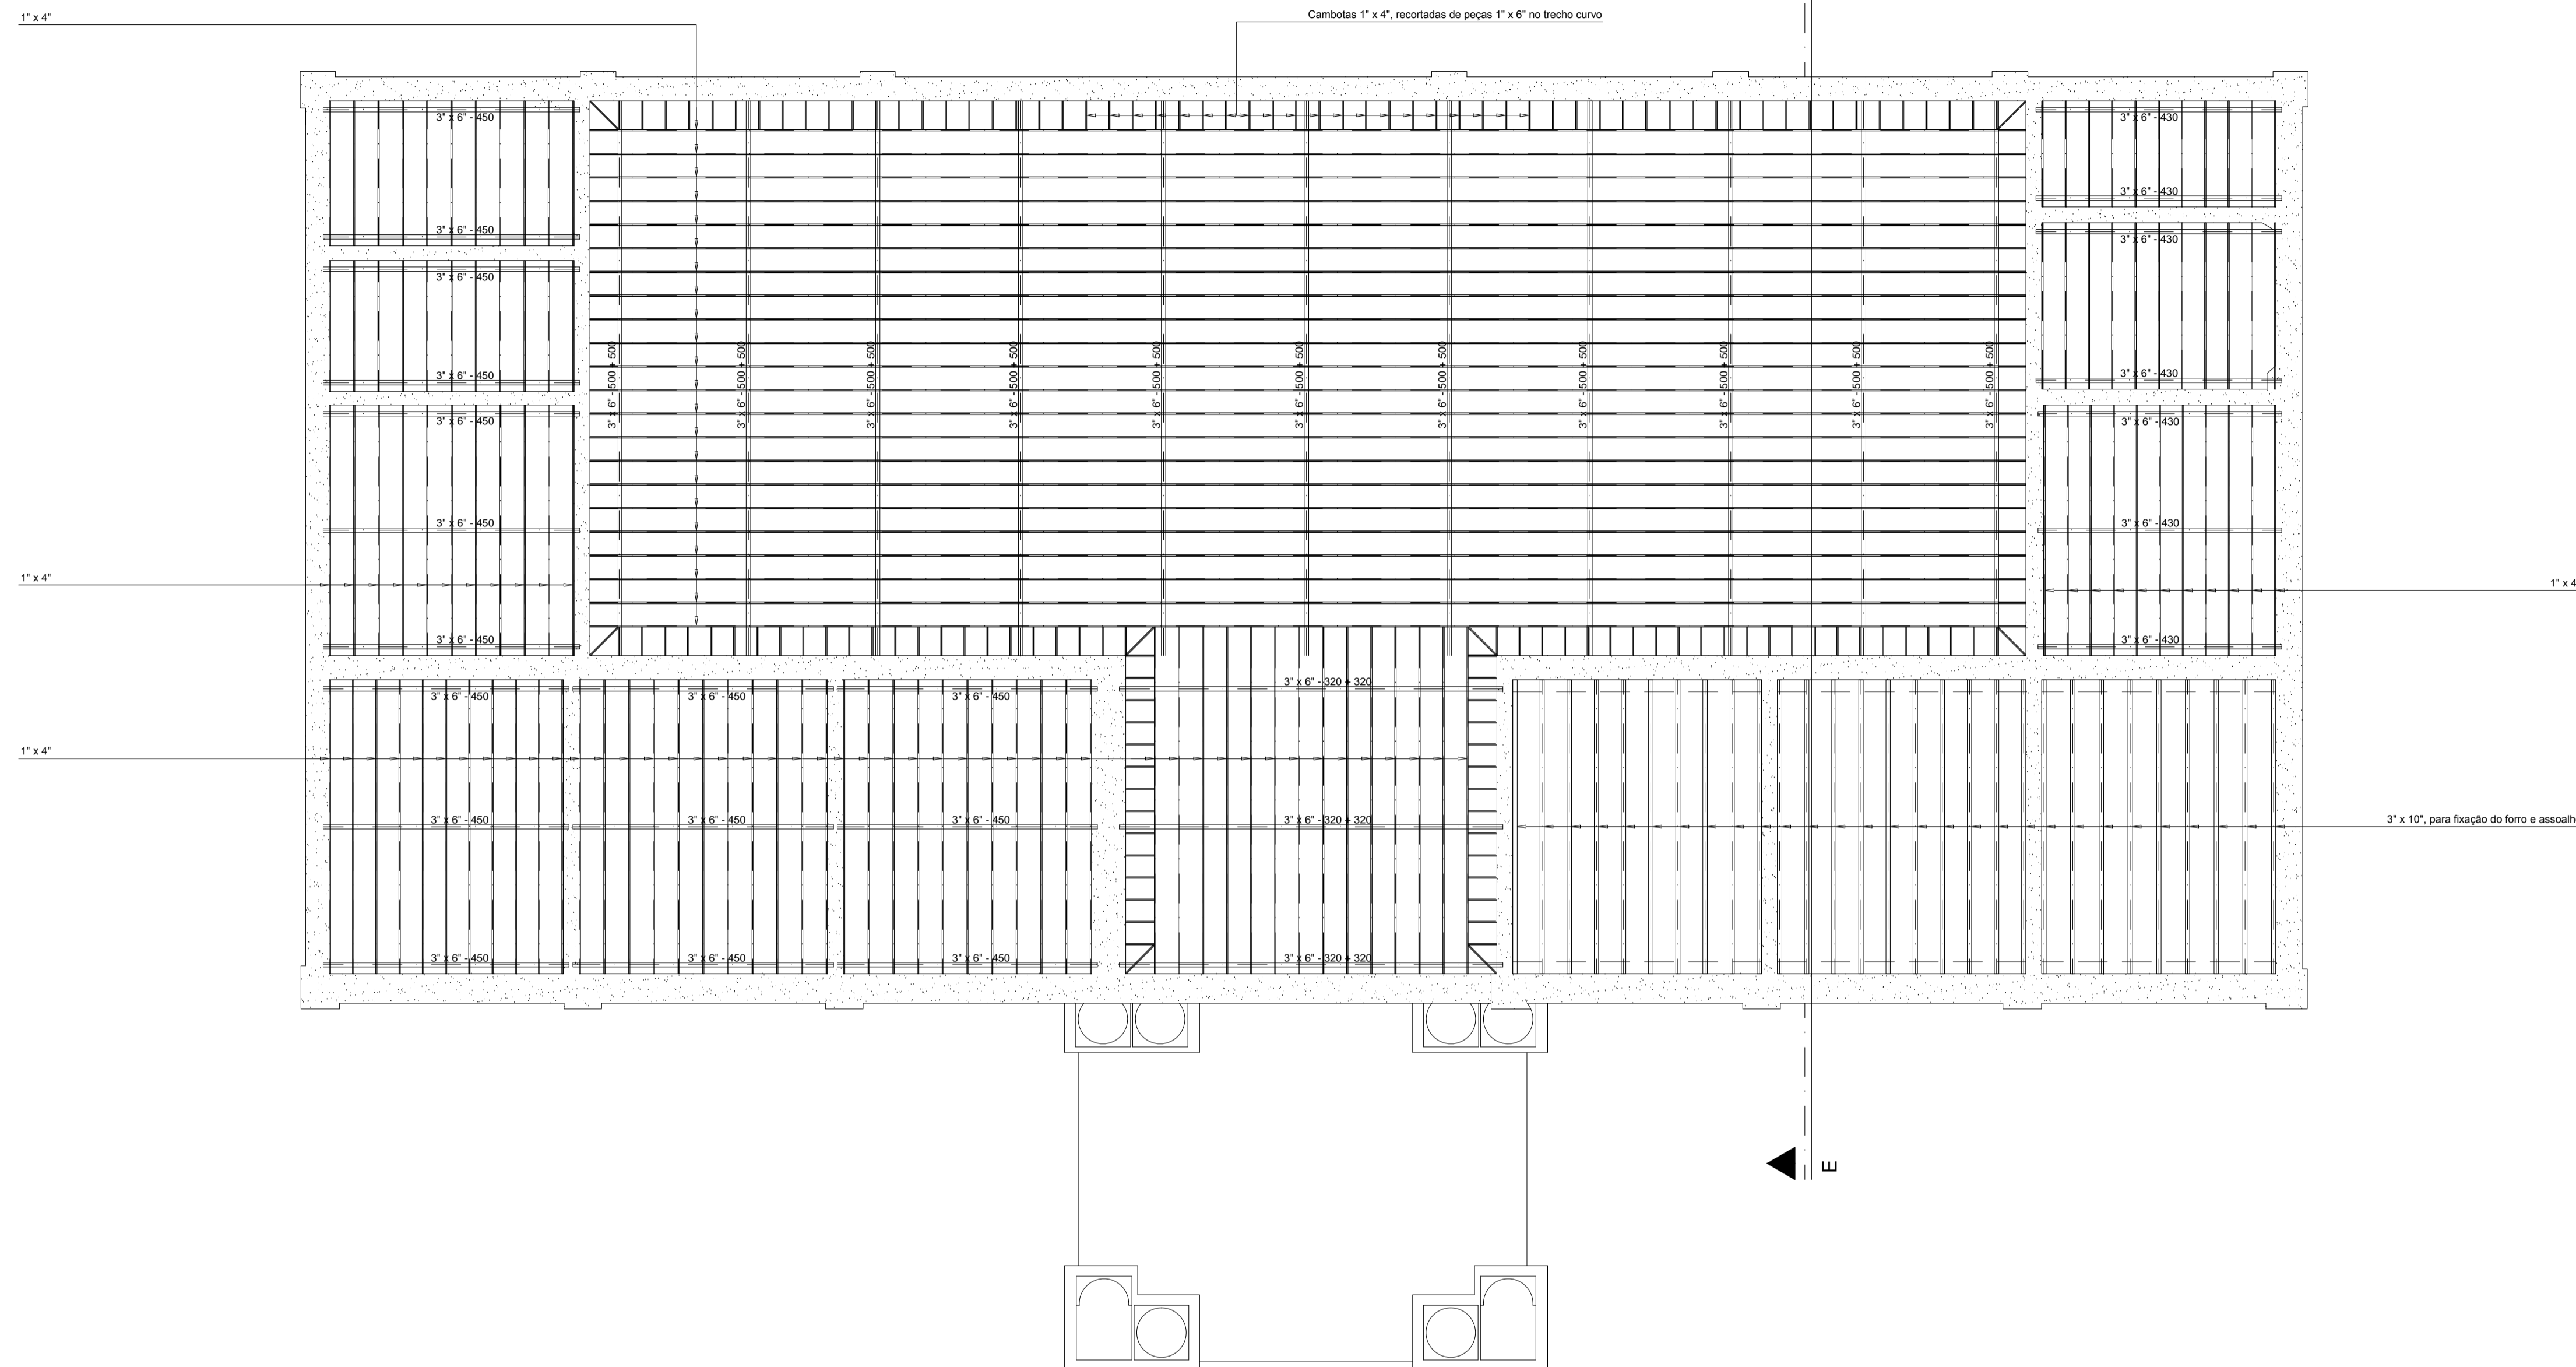 1" x 4"
Cambotas 1" x 4", recortadas de peças 1" x 6" no trecho curvo
3" x 6" - 450
3" x 6" - 430
3" x 6" - 450
3" x 6" - 430
3" x 6" - 450
3" x 6" - 430
3" x 6" - 450
3" x 6" - 430
3" x 6" - 500 + 500
3" x 6" - 500 + 500
3" x 6" - 500 + 500
3" x 6" - 500 + 500
3" x 6" - 500 + 500
3" x 6" - 500 + 500
3" x 6" - 500 + 500
3" x 6" - 500 + 500
3" x 6" - 500 + 500
3" x 6" - 500 + 500
3" x 6" - 500 + 500
3" x 6" - 450
3" x 6" - 430
3" x 6" - 450
3" x 6" - 430
1" x 4"
1" x 4
3" x 6" - 450
3" x 6" - 430
3" x 6" - 450
3" x 6" - 450
3" x 6" - 450
3" x 6" - 320 + 320
1" x 4"
3" x 6" - 450
3" x 6" - 450
3" x 6" - 450
3" x 6" - 320 + 320
3" x 10", para fixação do forro e assoalh
3" x 6" - 450
3" x 6" - 450
3" x 6" - 450
3" x 6" - 320 + 320
E